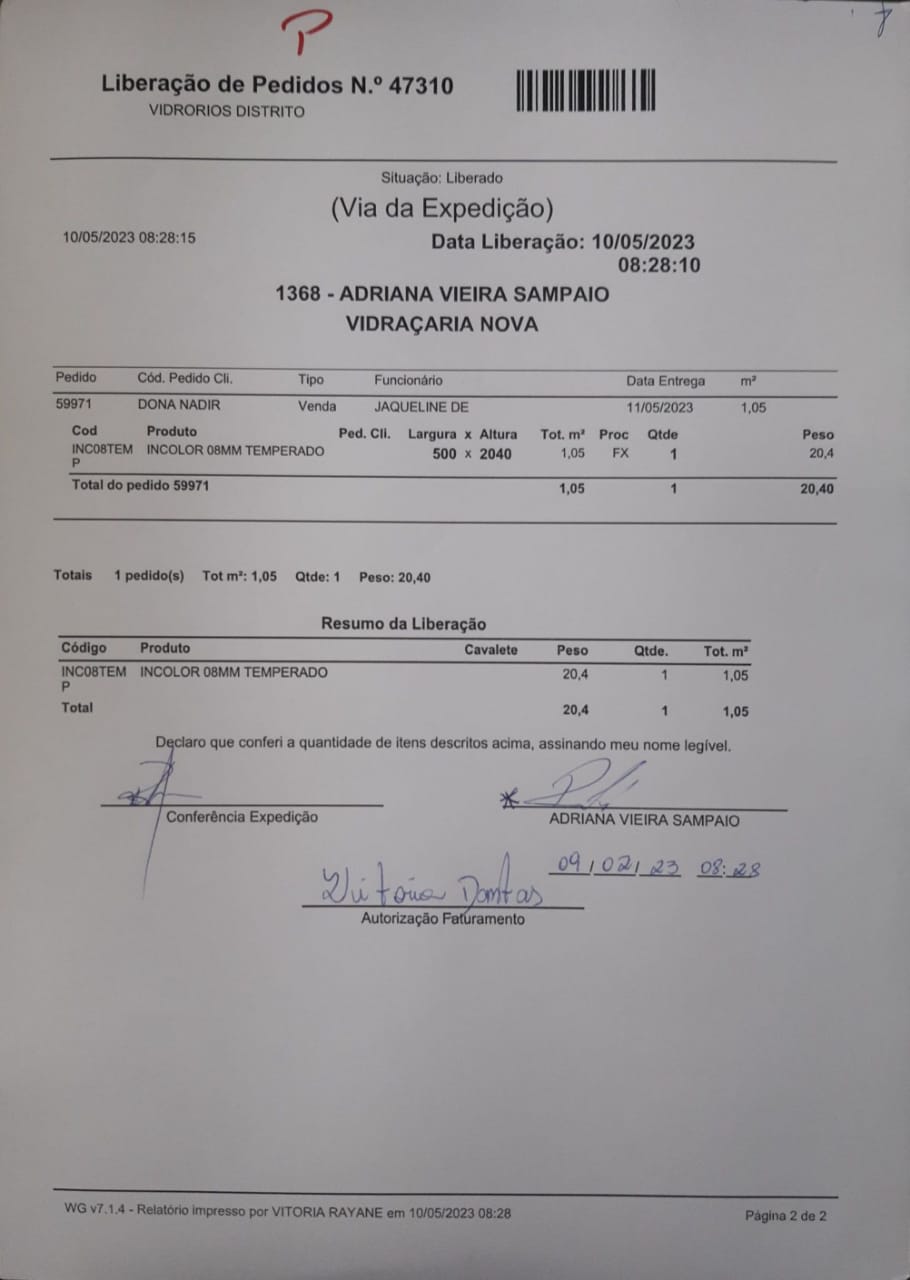 P
Liberação de Pedidos N.º 47310
VIDRORIOS DISTRITO
Situação: Liberado
(Via da Expedição)
10/05/2023 08:28:15
Data Liberação: 10/05/2023
08:28:10
1368 - ADRIANA VIEIRA SAMPAIO
VIDRAÇARIA NOVA
Pedido Cód. Pedido Cli. Tipo Funcionário Data Entrega m²
59971 DONA NADIR Venda JAQUELINE DE 11/05/2023 1,05
Cod Produto Ped. Cli. Largura x Altura Tot. m² Proc Qtde Peso
INC08TEM INCOLOR 08MM TEMPERADO 500 x 2040 1,05 FX 1 20,4
P
Total do pedido 59971 1,05 1 20,40
Totais 1 pedido(s) Tot m²: 1,05 Qtde: 1 Peso: 20,40
Resumo da Liberação
Código Produto Cavalete Peso Qtde. Tot. m²
INC08TEM INCOLOR 08MM TEMPERADO 20,4 1 1,05
P
Total 20,4 1 1,05
Declaro que conferi a quantidade de itens descritos acima, assinando meu nome legível.
Conferência Expedição
ADRIANA VIEIRA SAMPAIO
09/02/23 08:28
Vitoria Dantas
Autorização Faturamento
WG v7.1.4 - Relatório impresso por VITORIA RAYANE em 10/05/2023 08:28
Página 2 de 2